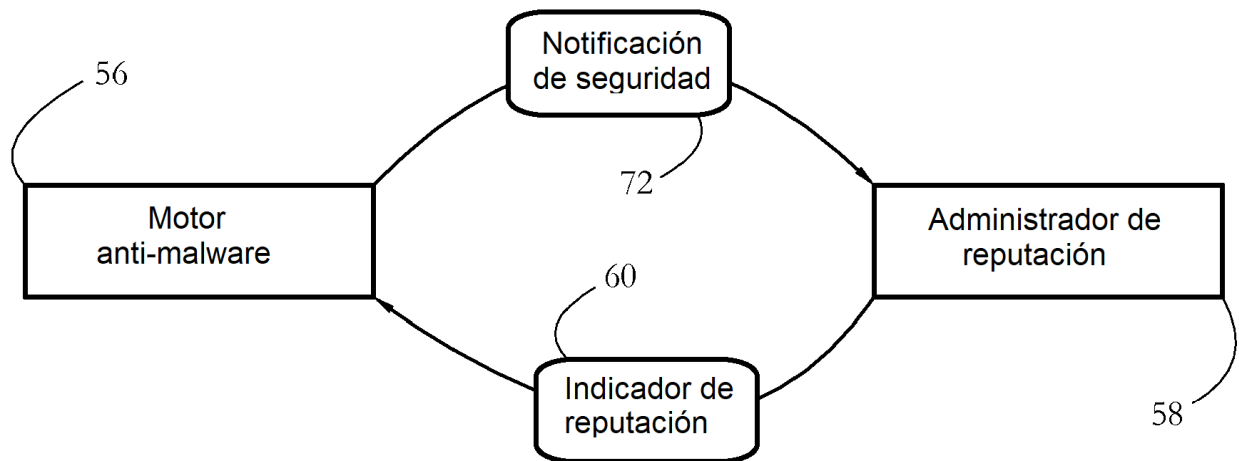 Notificación
de seguridad
56
72
Motor
anti-malware
Administrador de
reputación
60
Indicador de
reputación
58